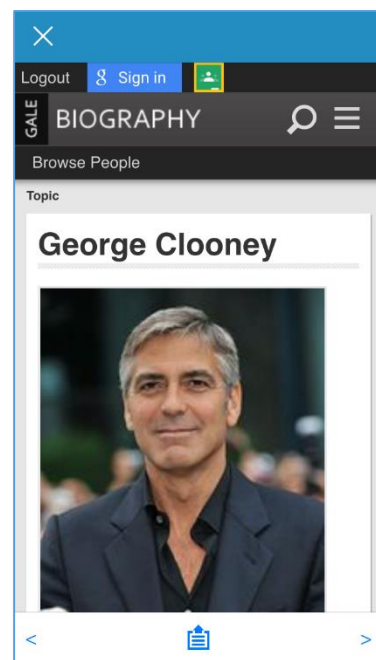 Logout g Sign in
GALE BIOGRAPHY
Browse People
Topic
George Clooney
< >